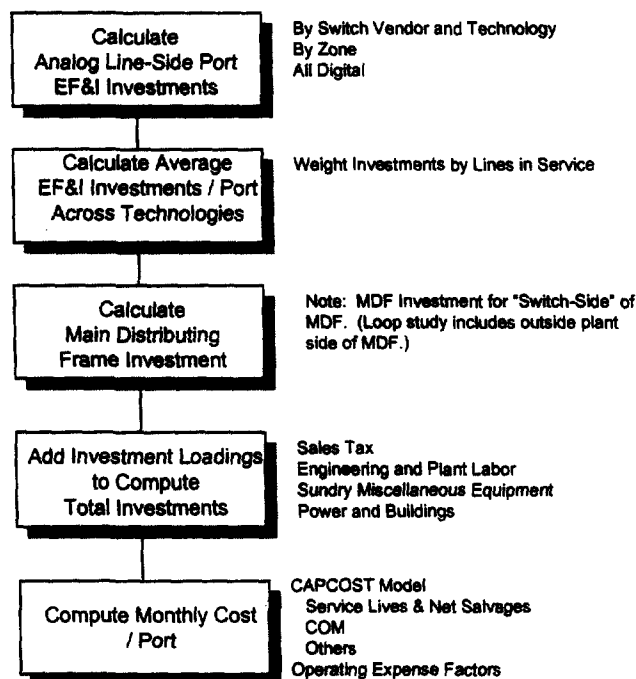 Calculate
Analog Line-Side Port
EF&I Investments
By Switch Vendor and Technology
By Zone
All Digital
Calculate Average
EF&I Investments / Port
Across Technologies
Weight Investments by Lines in Service
Calculate
Main Distributing
Frame Investment
Note: MDF Investment for "Switch-Side" of
MDF. (Loop study includes outside plant
side of MDF.)
Add Investment Loadings
to Compute
Total Investments
Sales Tax
Engineering and Plant Labor
Sundry Miscellaneous Equipment
Power and Buildings
Compute Monthly Cost
/ Port
CAPCOST Model
Service Lives & Net Salvages
COM
Others
Operating Expense Factors